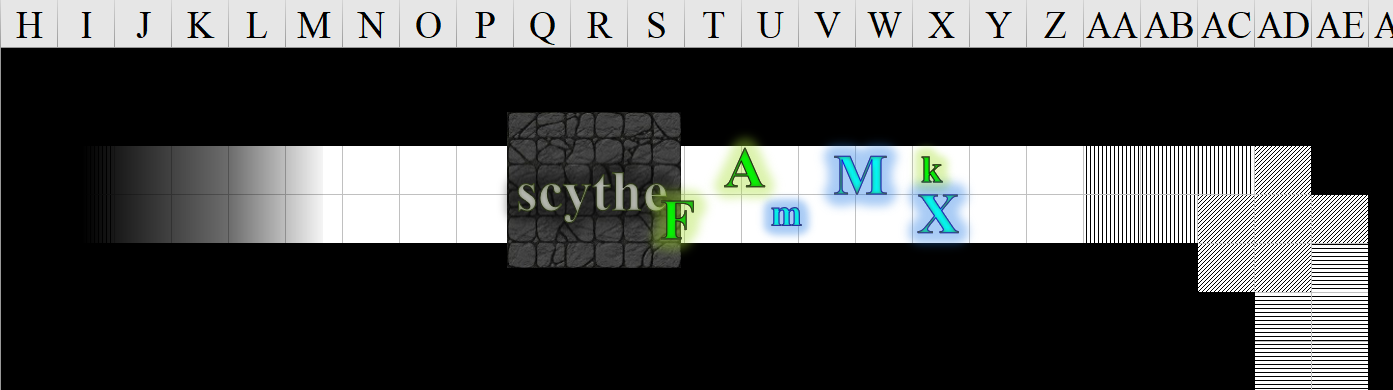 H I J K L M N O P Q R S T U V W X Y Z AA AB AC AD AE
A M k
scythe
F m X